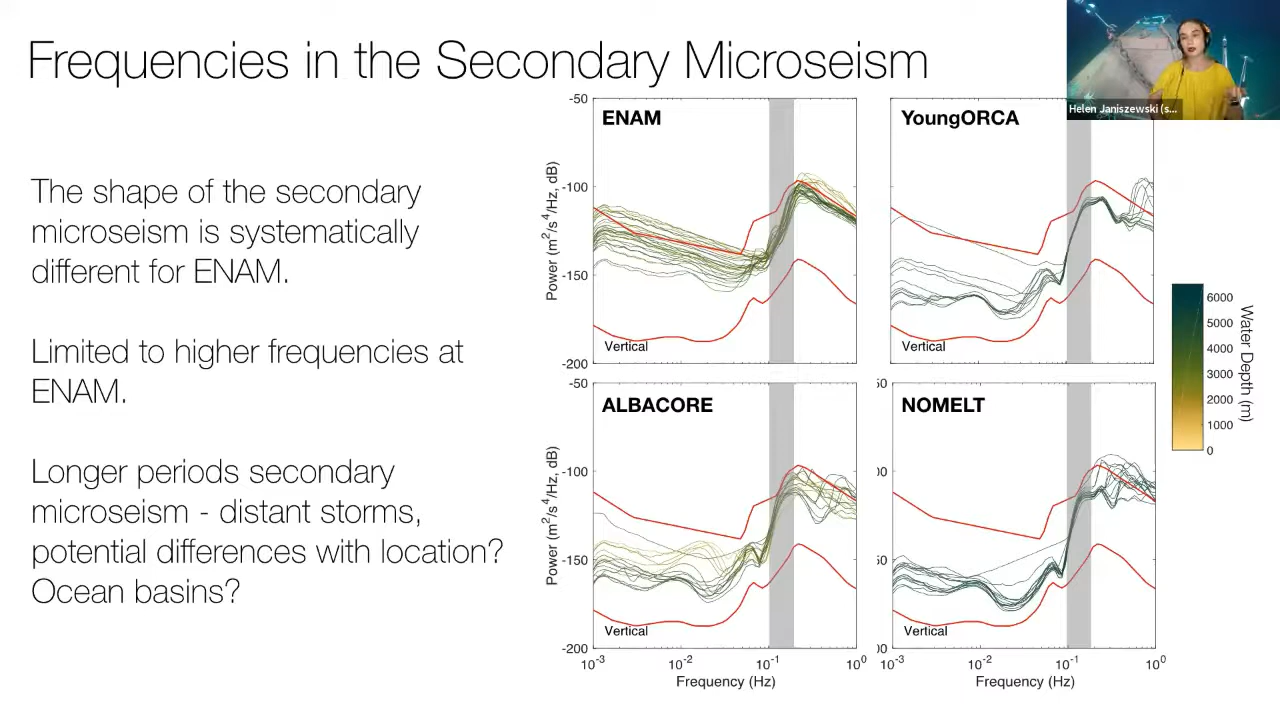 Frequencies in the Secondary Microseism
Helen Janiszewski (s...
The shape of the secondary
microseism is systematically
different for ENAM.
Limited to higher frequencies at
ENAM.
Longer periods secondary
microseism - distant storms,
potential differences with location?
Ocean basins?
-50
-100
-150
-200
Power (m²/s⁴/Hz, dB)
ENAM
Vertical
YoungORCA
Vertical
-50
-100
-150
-200
Power (m²/s⁴/Hz, dB)
ALBACORE
Vertical
10⁻³
10⁻²
10⁻¹
10⁰
Frequency (Hz)
50
00
50
00
NOMELT
Vertical
10⁻³
10⁻²
10⁻¹
10⁰
Frequency (Hz)
6000
5000
4000
3000
2000
1000
0
Water Depth (m)